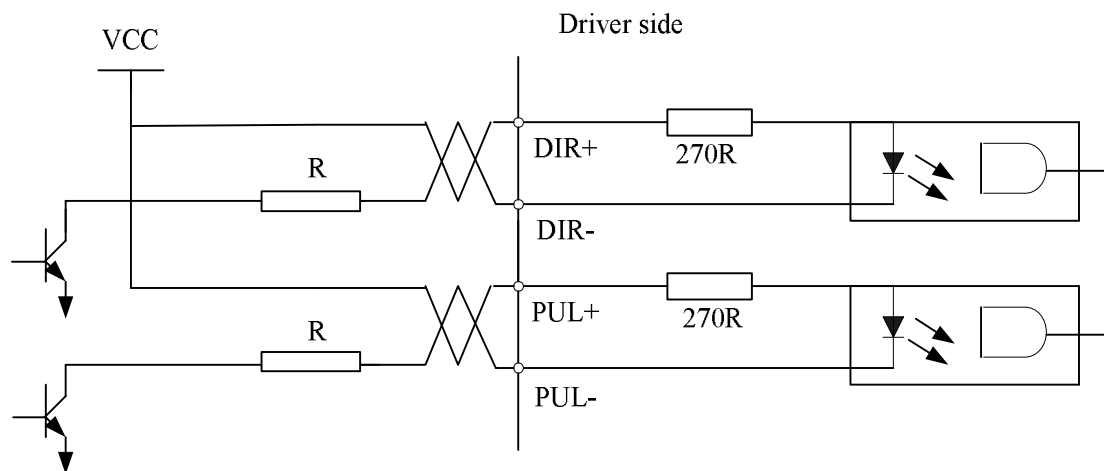 Driver side
VCC
DIR+
270R
R
DIR-
PUL+
270R
R
PUL-